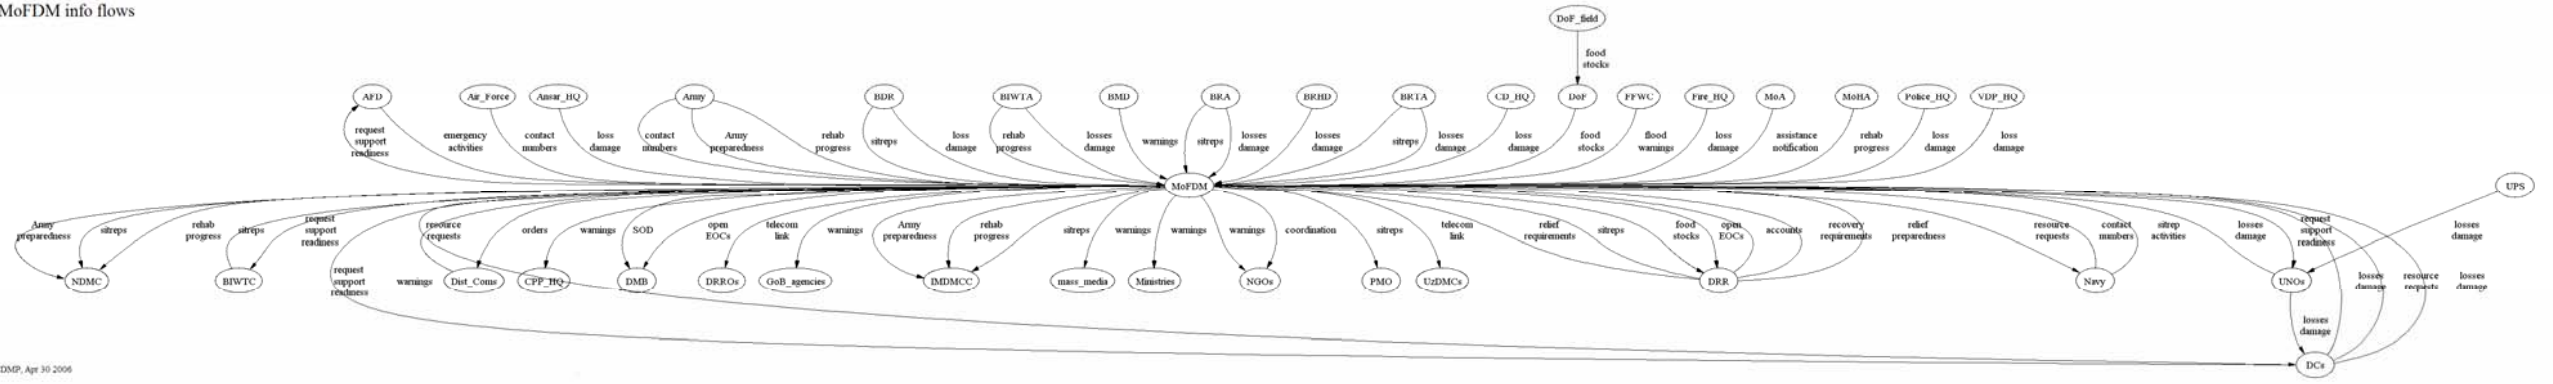 MoFDM info flows
DoF_field
food
stocks
AFD
Air_Force
Ansar_HQ
Army
BDR
BIWTA
BMD
BRA
BRHD
BRTA
CD_HQ
DoF
FFWC
Fire_HQ
MoA
MoHA
Police_HQ
VDP_HQ
request
support
readiness
emergency
activities
contact
numbers
loss
damage
contact
numbers
Army
preparedness
rehab
progress
sitreps
loss
damage
rehab
progress
losses
damage
warnings
sitreps
losses
damage
losses
damage
sitreps
losses
damage
loss
damage
food
stocks
flood
warnings
loss
damage
assistance
notification
rehab
progress
loss
damage
loss
damage
MoFDM
UPS
Army
preparedness
sitreps
rehab
progress
sitreps
request
support
readiness
resource
requests
orders
warnings
SOD
open
EOCs
telecom
link
warnings
Army
preparedness
rehab
progress
sitreps
warnings
warnings
warnings
coordination
sitreps
telecom
link
relief
requirements
sitreps
food
stocks
open
EOCs
accounts
recovery
requirements
relief
preparedness
resource
requests
contact
numbers
sitrep
activities
losses
damage
request
support
readiness
losses
damage
NDMC
BIWTC
request
support
readiness
warnings
Dist_Coms
CPP_HQ
DMB
DRROs
GoB_agencies
IMDMCC
mass_media
Ministries
NGOs
PMO
UzDMCs
DRR
Navy
UNOs
losses
damage
resource
requests
losses
damage
losses
damage
DCs
DMP, Apr 30 2006